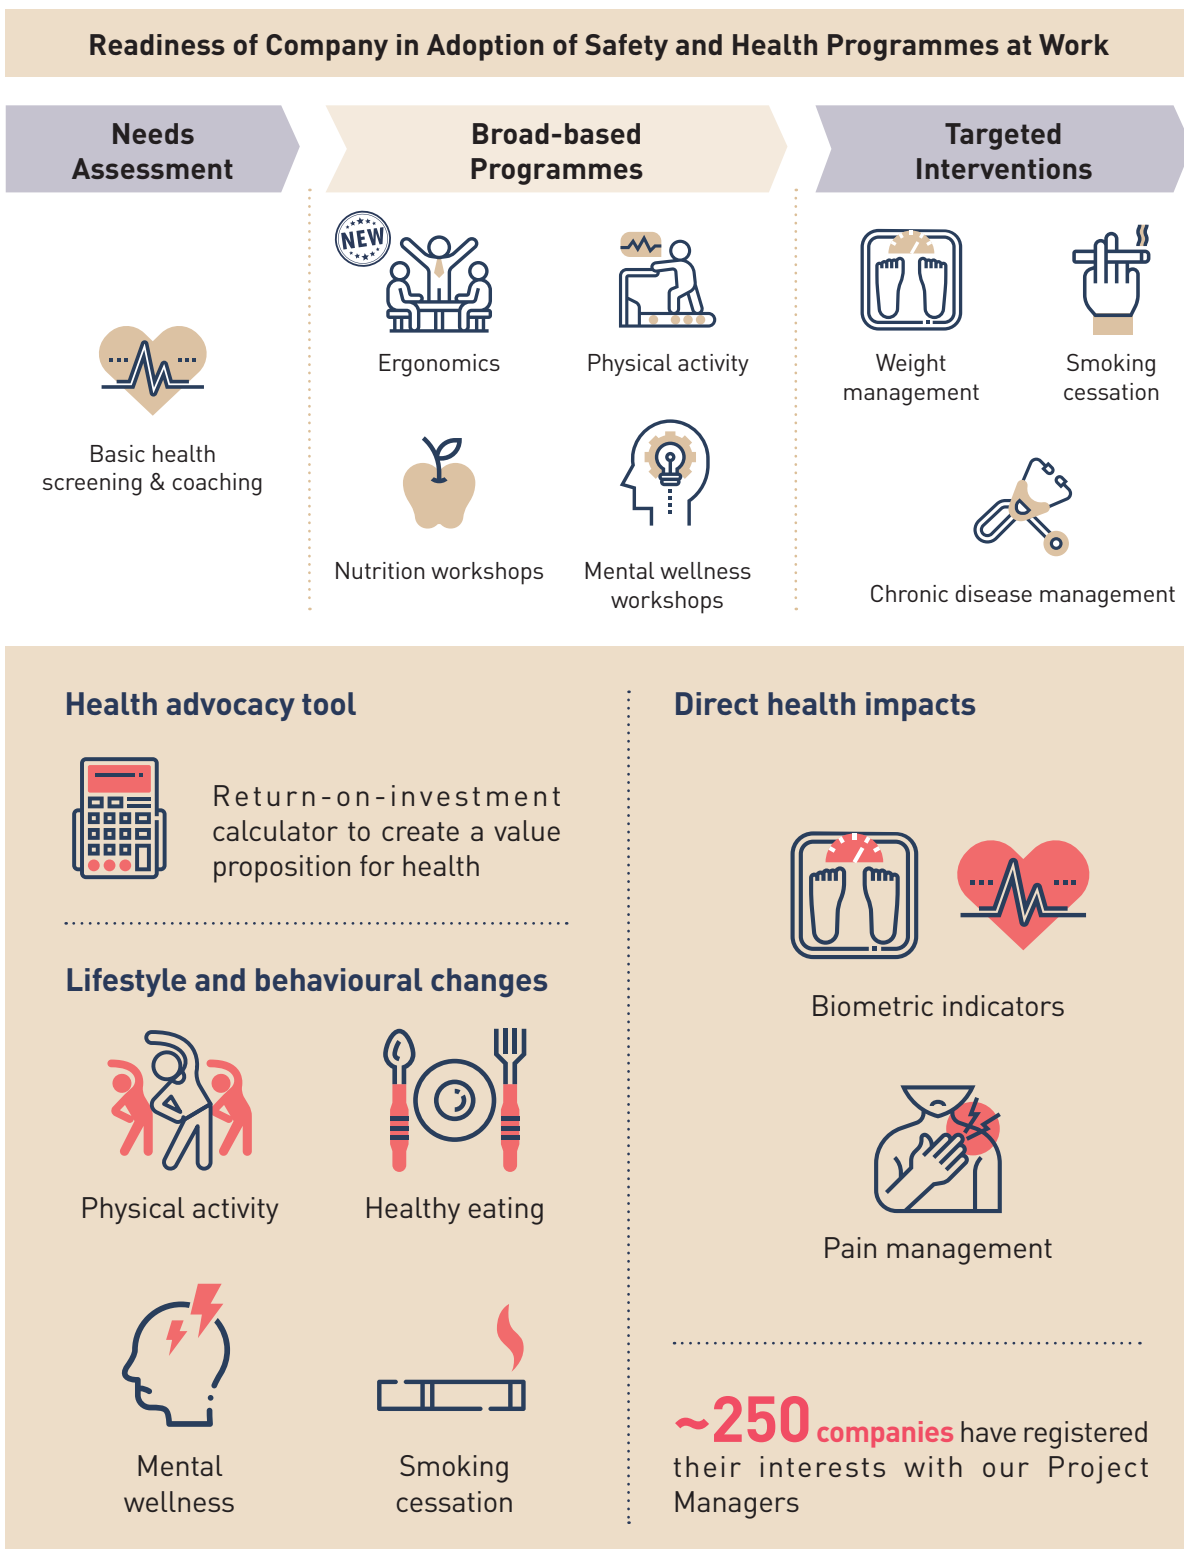 Readiness of Company in Adoption of Safety and Health Programmes at Work
Needs
Assessment
Basic health
screening & coaching
Broad-based
Programmes
NEW
Ergonomics
Physical activity
Nutrition workshops
Mental wellness
workshops
Targeted
Interventions
Weight
management
Smoking
cessation
Chronic disease management
Health advocacy tool
Return-on-investment
calculator to create a value
proposition for health
Lifestyle and behavioural changes
Physical activity
Healthy eating
Mental
wellness
Smoking
cessation
Direct health impacts
Biometric indicators
Pain management
~250 companies have registered
their interests with our Project
Managers